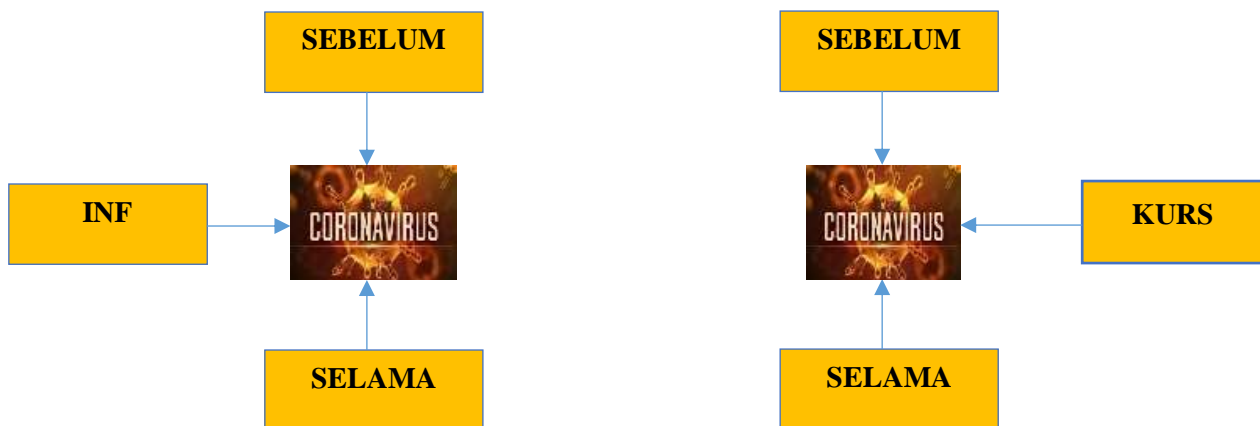 SEBELUM
SEBELUM
INF
CORONAVIRUS
CORONAVIRUS
KURS
SELAMA
SELAMA